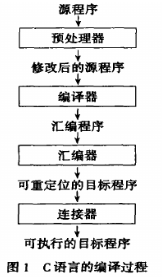 源程序
预处理器
修改后的源程序
编译器
汇编程序
汇编器
可重定位的目标程序
连接器
可执行的目标程序
图 1 C 语言的编译过程